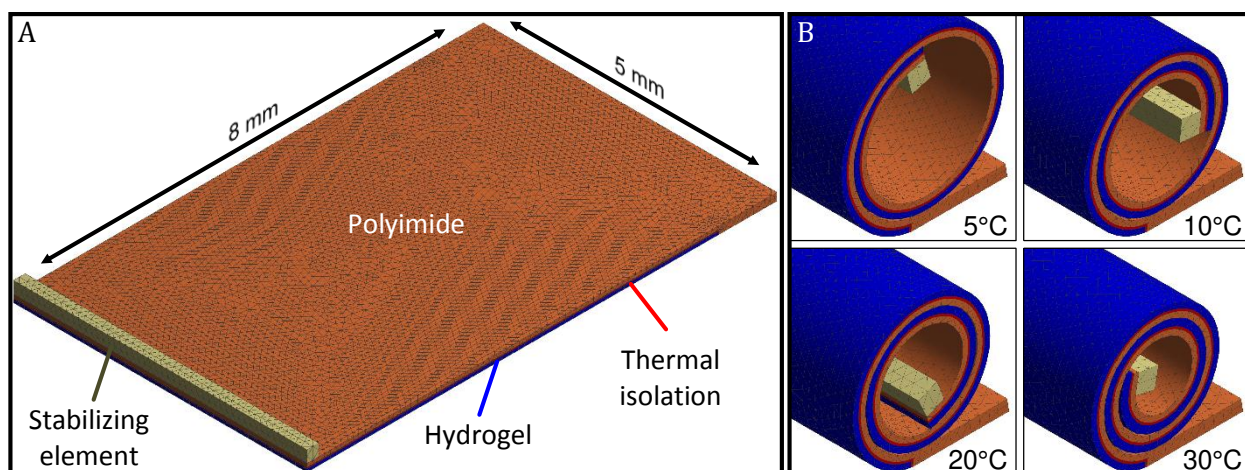 A
8 mm
5 mm
Polyimide
Thermal
isolation
Stabilizing
element
Hydrogel
B
5°C
10°C
20°C
30°C